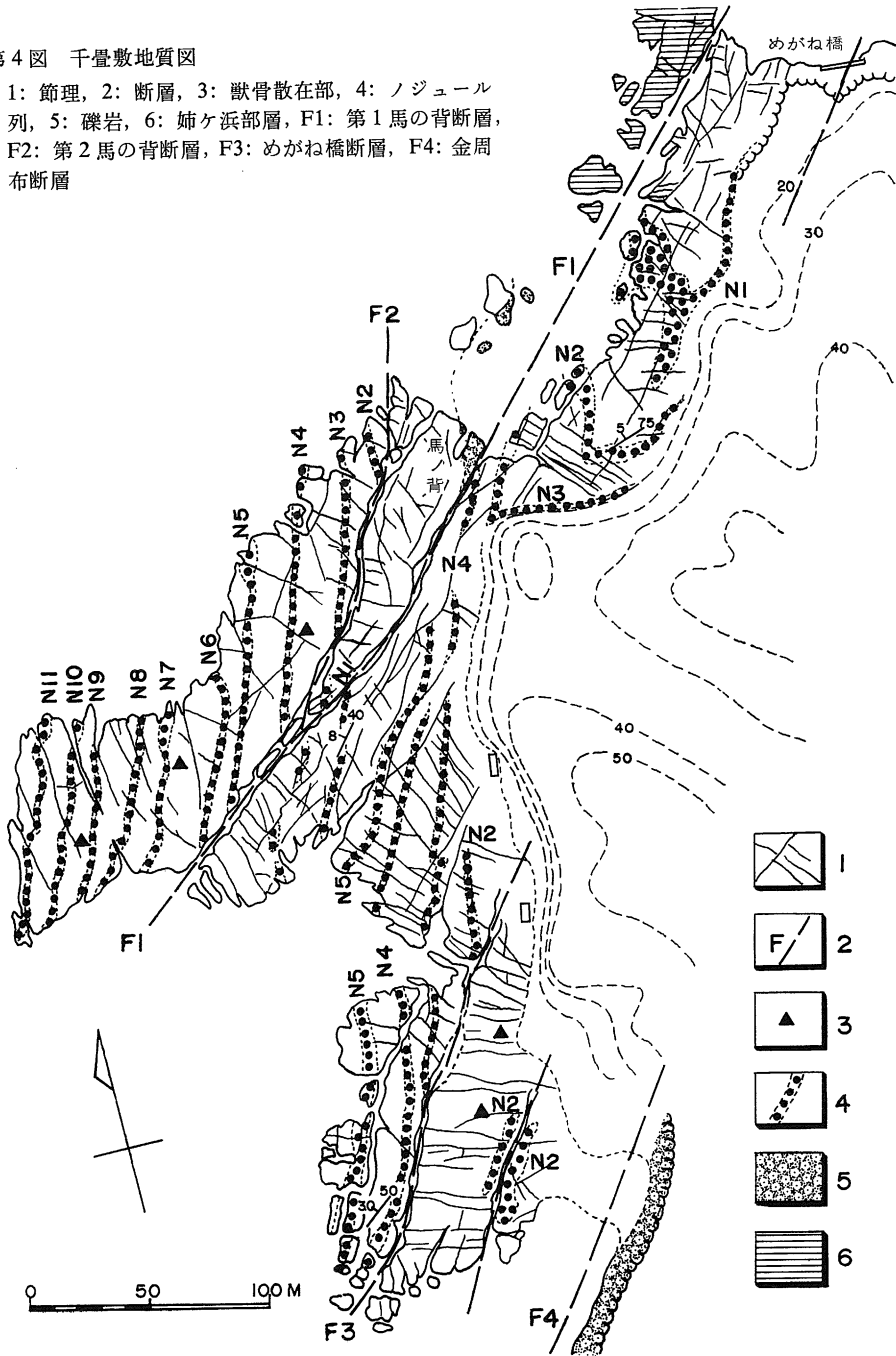 第4図 千畳敷地質図
1: 節理, 2: 断層, 3: 獣骨散在部, 4: ノジュール
列, 5: 礫岩, 6: 姉ケ浜部層, F1: 第1馬の背断層,
F2: 第2馬の背断層, F3: めがね橋断層, F4: 金周
布断層
めがね橋
20
30
F1
N1
F2
40
N2
N2
N3
N4
馬ノ背
75
5
N3
N5
N4
N6
N11
N10
N9
N8
N7
40
8
40
50
N2
N5
F1
N4
N5
N2
N2
50
30
F3
F4
0 50 100 M
1
F 2
3
4
5
6